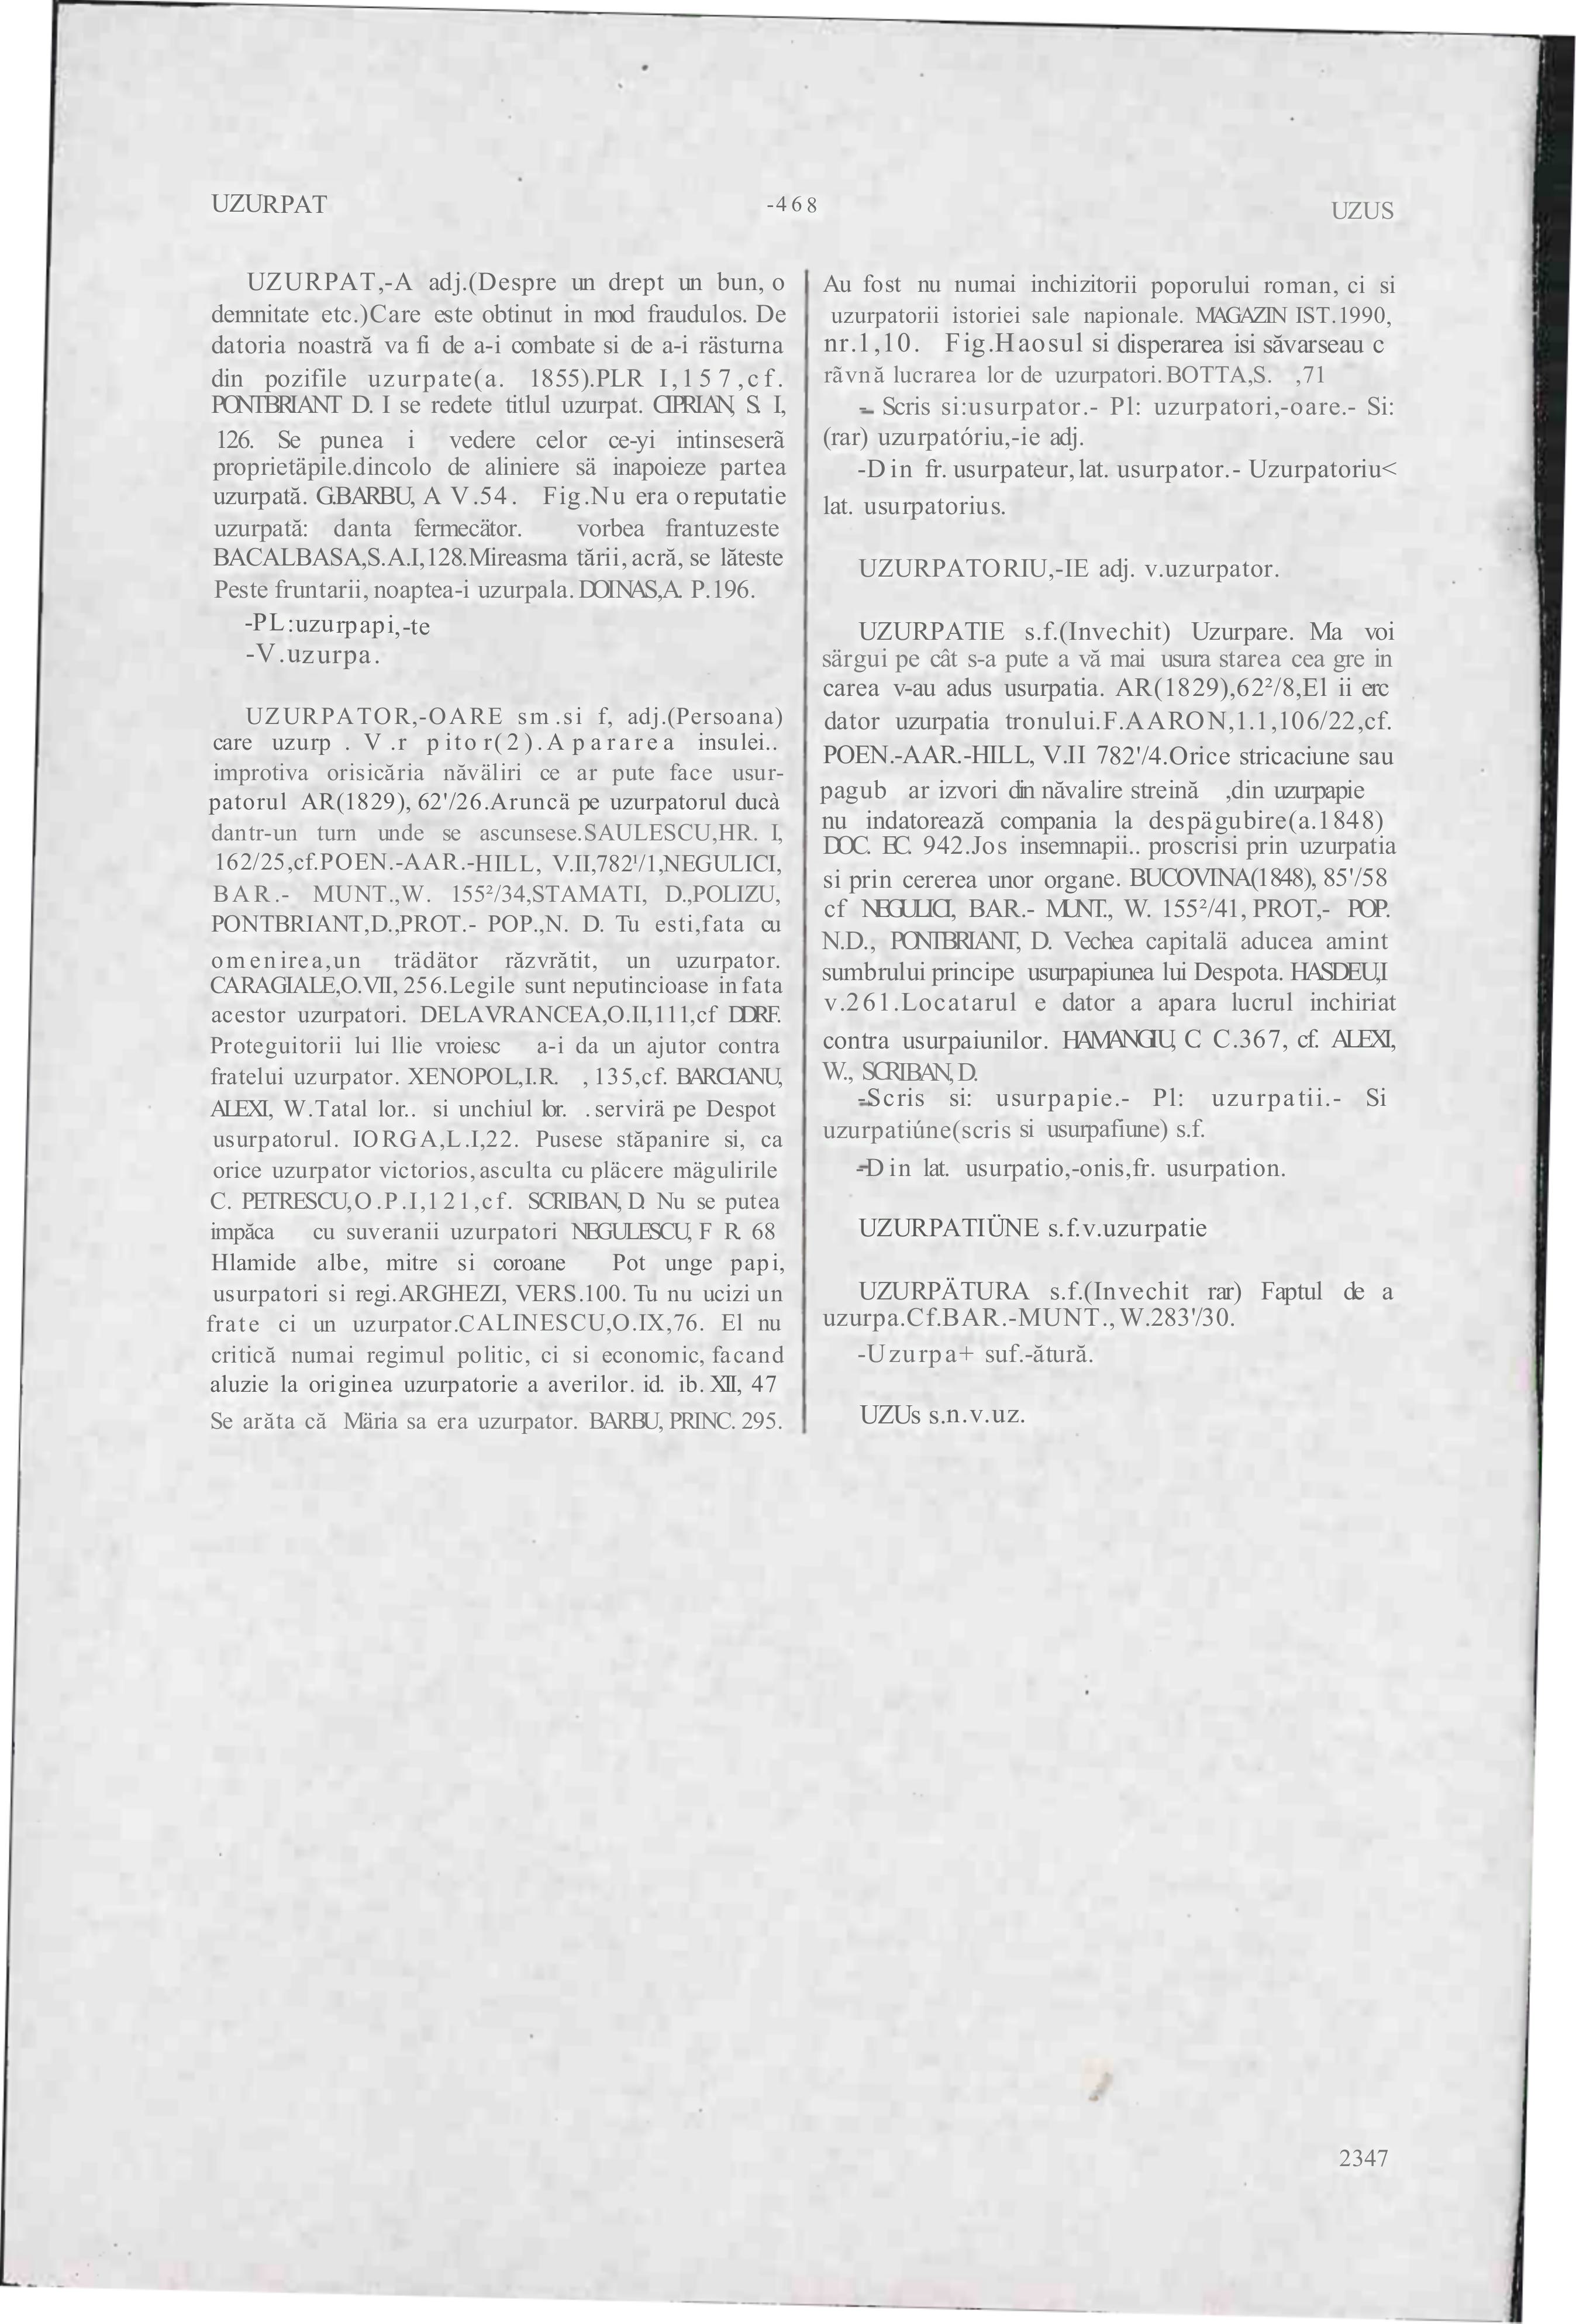 UZURPAT
-468
UZUS
UZURPAT,-A adj.(Despre un drept un bun, o
demnitate etc.)Care este obtinut in mod fraudulos. De
datoria noastră va fi de a-i combate si de a-i răsturna
din pozifile uzurpate(a. 1855).PLR I,157,cf.
PONTBRIANT D. I se redete titlul uzurpat. CIPRIAN, S. I,
126. Se punea i vedere celor ce-yi intinseseră
proprietäpile.dincolo de aliniere să inapoieze partea
uzurpată. G.BARBU, A V.54. Fig.Nu era o reputatie
uzurpată: danta fermecător. vorbea frantuzeste
BACALBASA,S.A.I,128.Mireasma tării, acră, se lăteste
Peste fruntarii, noaptea-i uzurpala. DOINAS,A. P.196.
-PL:uzurpapi,-te
-V.uzurpa.
UZURPATOR,-OARE sm.si f, adj.(Persoana)
care uzurp . V.r pitor(2).Apararea insulei..
improtiva orisicăria năväliri ce ar pute face usur-
patorul AR(1829), 62'/26.Aruncä pe uzurpatorul ducà
dantr-un turn unde se ascunsese.SAULESCU,HR. I,
162/25,cf.POEN.-AAR.-HILL, V.II,782'/1,NEGULICI,
BAR.- MUNT.,W. 155²/34,STAMATI, D.,POLIZU,
PONTBRIANT,D.,PROT.- POP.,N. D. Tu esti,fata cu
omenirea,un trădător răzvrătit, un uzurpator.
CARAGIALE,O.VII, 256.Legile sunt neputincioase in fata
acestor uzurpatori. DELAVRANCEA,O.II,111,cf DDRF.
Proteguitorii lui llie vroiesc a-i da un ajutor contra
fratelui uzurpator. XENOPOL,I.R. ,135,cf. BARCIANU,
ALEXI, W.Tatal lor.. si unchiul lor. . servirä pe Despot
usurpatorul. IORGA,L.I,22. Pusese stăpanire si, ca
orice uzurpator victorios, asculta cu plăcere mägulirile
C. PETRESCU,O.P.I,121,cf. SCRIBAN, D. Nu se putea
impăca cu suveranii uzurpatori NEGULESCU, F R. 68
Hlamide albe, mitre si coroane Pot unge papi,
usurpatori si regi.ARGHEZI, VERS.100. Tu nu ucizi un
frate ci un uzurpator.CALINESCU,O.IX,76. El nu
critică numai regimul politic, ci si economic, facand
aluzie la originea uzurpatorie a averilor. id. ib. XII, 47
Se arăta că Măria sa era uzurpator. BARBU, PRINC. 295.
Au fost nu numai inchizitorii poporului roman, ci si
uzurpatorii istoriei sale napionale. MAGAZIN IST.1990,
nr.1,10. Fig.Haosul si disperarea isi săvarseau c
rãvnă lucrarea lor de uzurpatori. BOTTA,S. ,71
- Scris si:usurpator.- Pl: uzurpatori,-oare.- Si:
(rar) uzurpatóriu,-ie adj.
-Din fr. usurpateur, lat. usurpator.- Uzurpatoriu<
lat. usurpatorius.
UZURPATORIU,-IE adj. v.uzurpator.
UZURPATIE s.f.(Invechit) Uzurpare. Ma voi
särgui pe cât s-a pute a vă mai usura starea cea gre in
carea v-au adus usurpatia. AR(1829),62²/8,El ii erc
dator uzurpatia tronului.F.AARON,1.1,106/22,cf.
POEN.-AAR.-HILL, V.II 782'/4.Orice stricaciune sau
pagub ar izvori din năvalire streină ,din uzurpapie
nu indatorează compania la despägubire(a.1848)
DOC. EC. 942.Jos insemnapii.. proscrisi prin uzurpatia
si prin cererea unor organe. BUCOVINA(1848), 85'/58
cf NEGULICI, BAR.- MUNT., W. 155²/41, PROT,- POP.
N.D., PONTBRIANT, D. Vechea capitală aducea amint
sumbrului principe usurpapiunea lui Despota. HASDEU,I
v.261.Locatarul e dator a apara lucrul inchiriat
contra usurpaiunilor. HAMANGIU, C. C.367, cf. ALEXI,
W., SCRIBAN, D.
-Scris si: usurpapie.- Pl: uzurpatii.- Si
uzurpatiúne(scris si usurpafiune) s.f.
-Din lat. usurpatio,-onis,fr. usurpation.
UZURPATIÜNE s.f.v.uzurpatie
UZURPÄTURA s.f.(Invechit rar) Faptul de a
uzurpa.Cf.BAR.-MUNT., W.283'/30.
-Uzurpa+ suf.-ătură.
UZUs s.n.v.uz.
2347